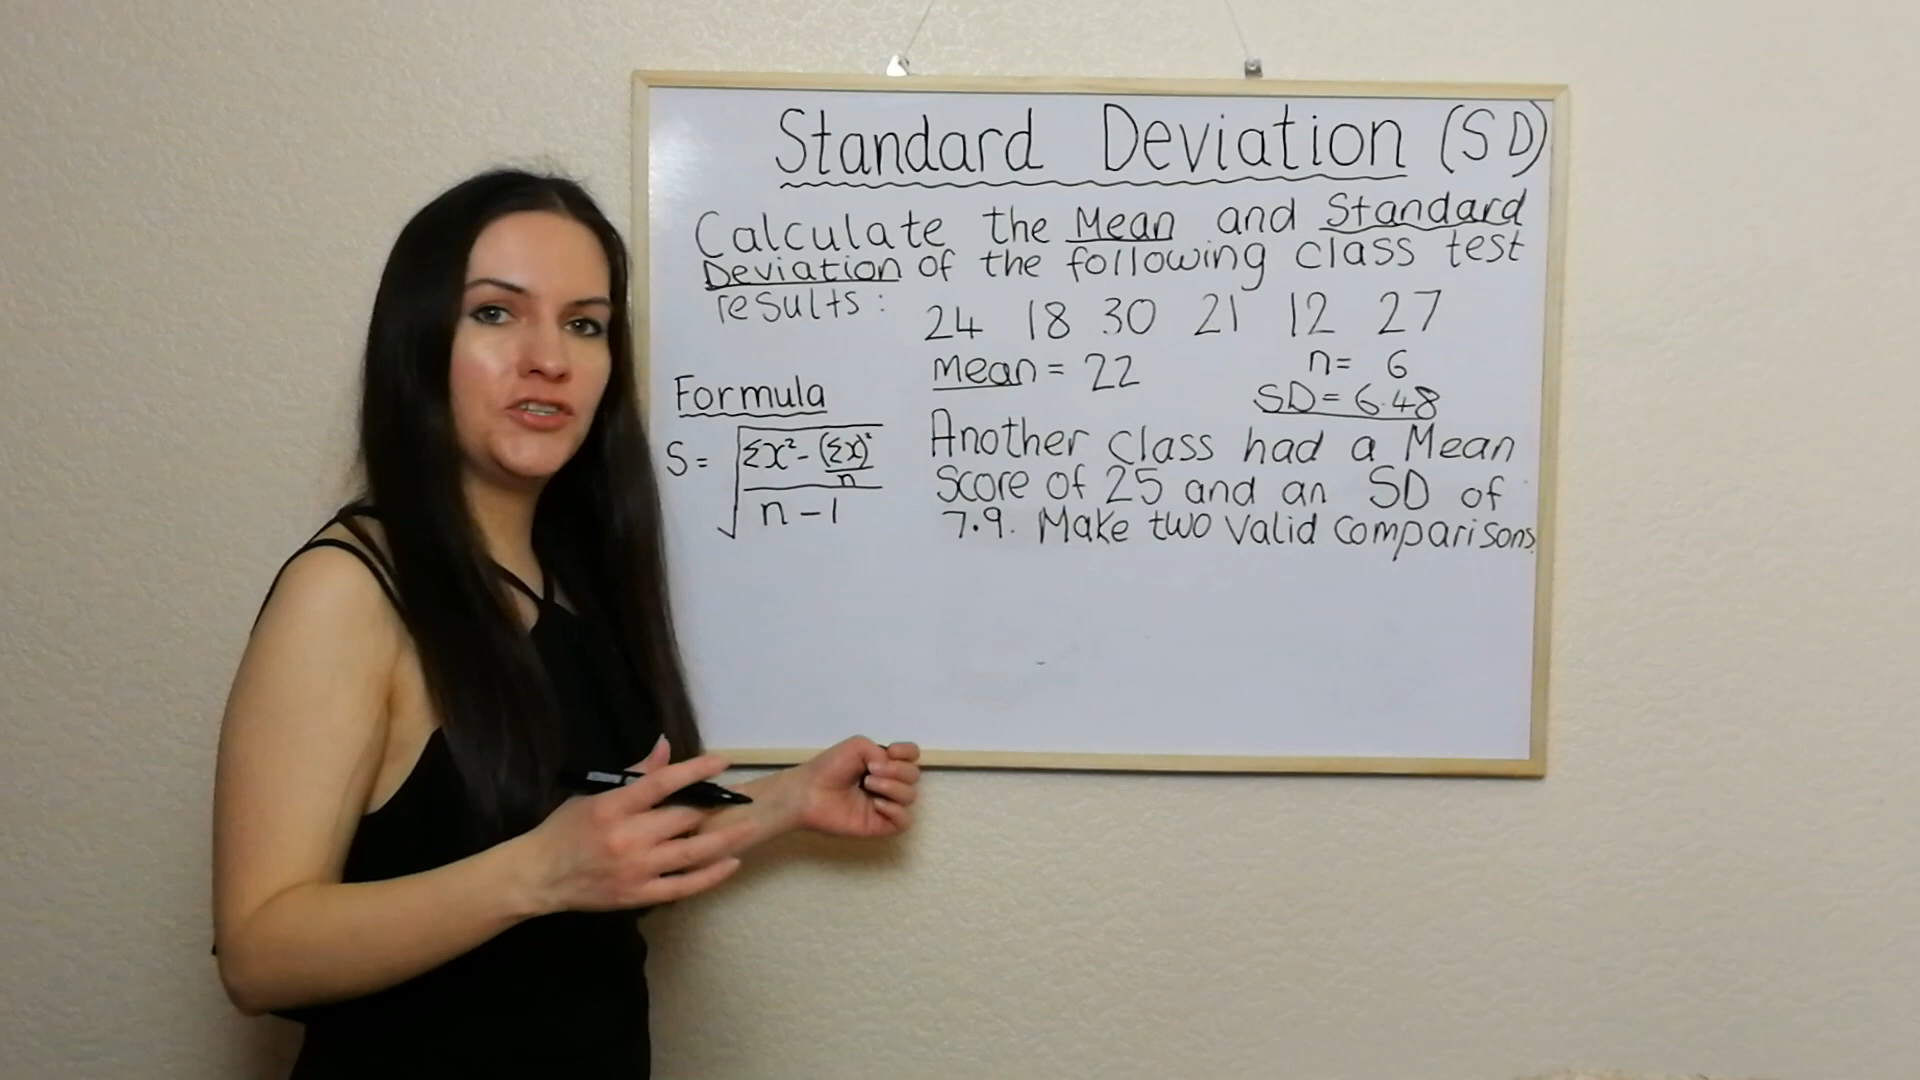 Standard Deviation (SD)
Calculate the Mean and Standard
Deviation of the following class test
results:
24 18 30 21 12 27
mean = 22 n= 6
SD = 6.48
Formula
S = √ Σx² - (Σx)²/n
n - 1
Another class had a Mean
Score of 25 and an SD of
7.9. Make two valid comparisons.